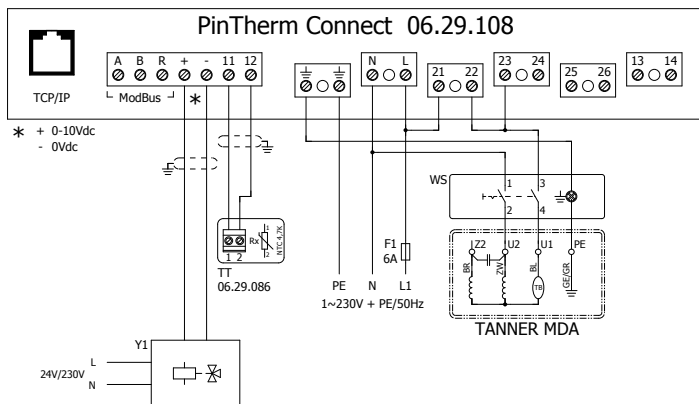 PinTherm Connect 06.29.108
A B R + - 11 12
N L
21 22
23 24
25 26
13 14
TCP/IP
ModBus
*
* + 0-10Vdc
- 0Vdc
WS
1 3
2 4
Rx
1
2
NTC 4,7K
1 2
TT
06.29.086
F1
6A
PE N L1
1~230V + PE/50Hz
Z2 U2 U1 PE
BR
ZW
BL
TB
GE/GR
TANNER MDA
Y1
L
24V/230V
N